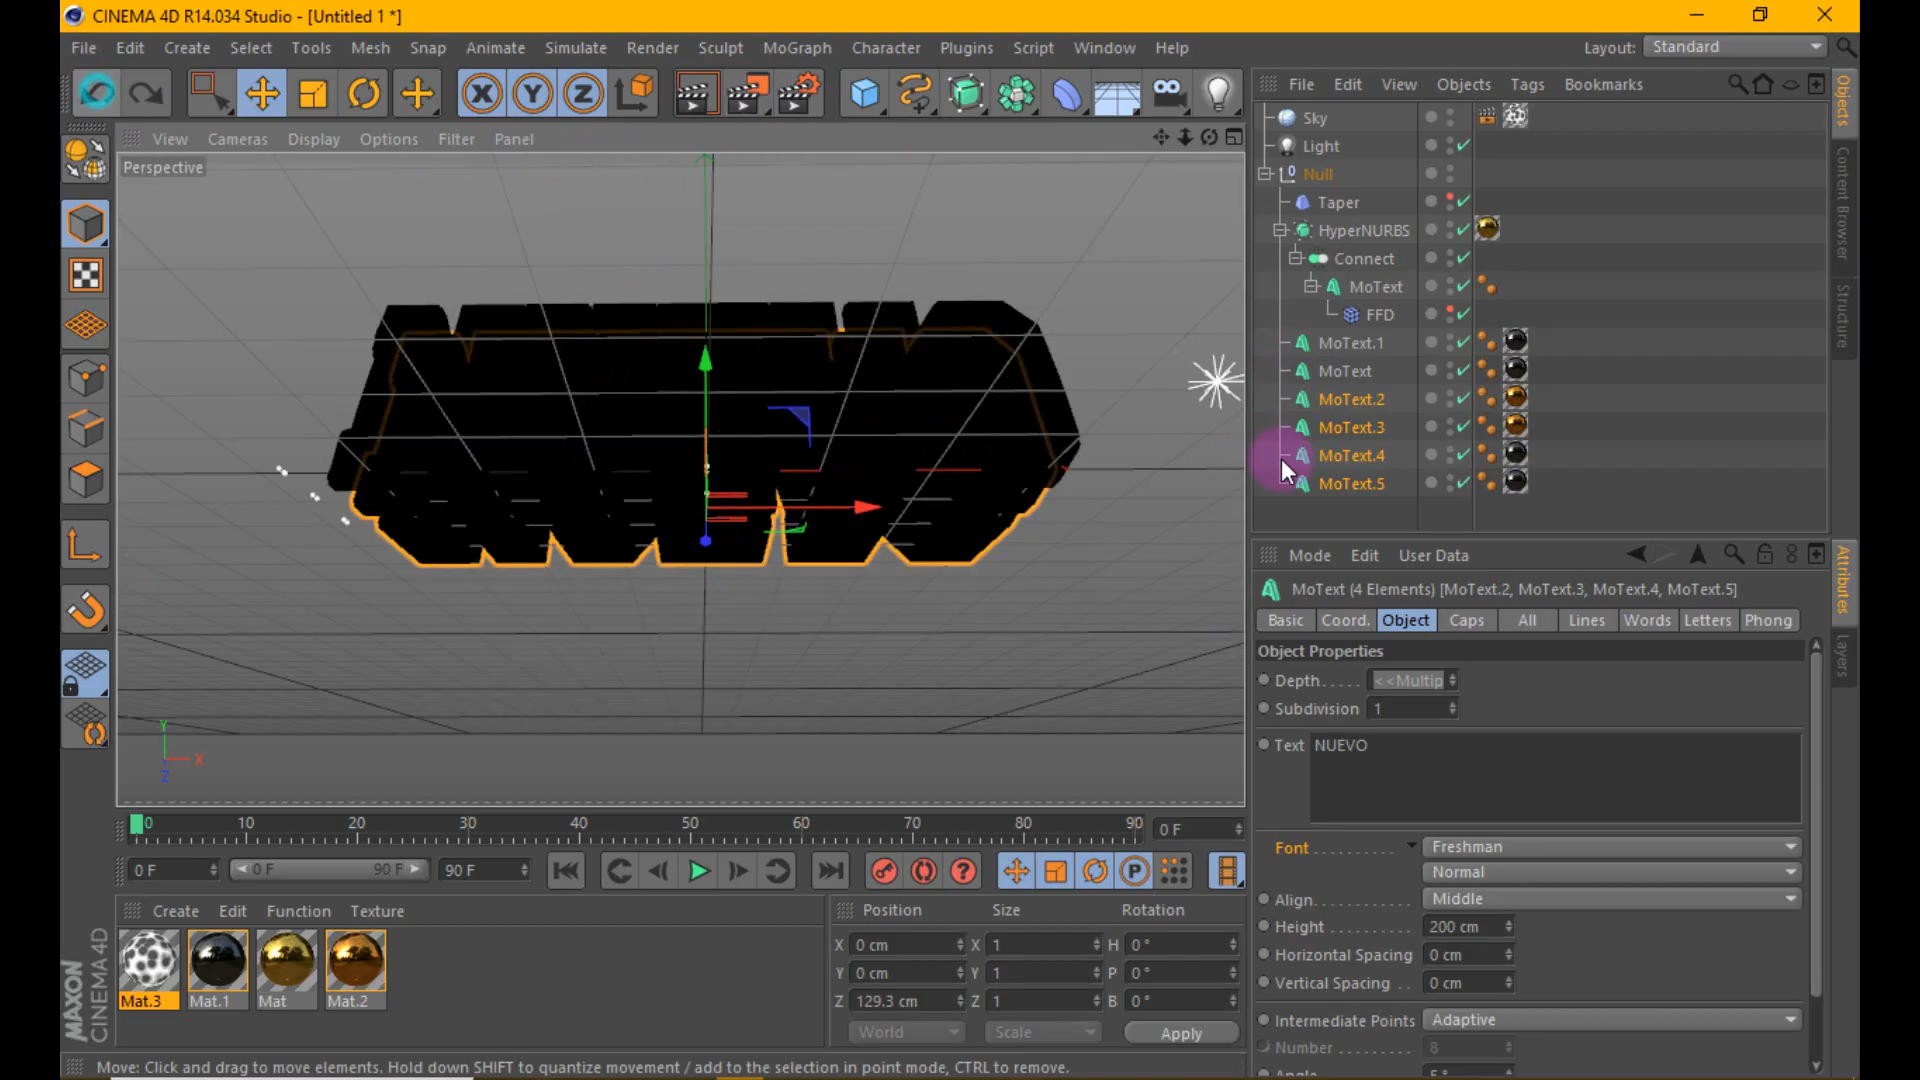 CINEMA 4D R14.034 Studio - [Untitled 1 *]
File Edit Create Select Tools Mesh Snap Animate Simulate Render Sculpt MoGraph Character Plugins Script Window Help Layout: Standard
File Edit View Objects Tags Bookmarks
View Cameras Display Options Filter Panel
Perspective
Sky
Light
Null
Taper
HyperNURBS
Connect
MoText
FFD
MoText.1
MoText
MoText.2
MoText.3
MoText.4
MoText.5
Objects
Content Browser
Structure
Mode Edit User Data
MoText (4 Elements) [MoText.2, MoText.3, MoText.4, MoText.5]
Basic Coord. Object Caps All Lines Words Letters Phong
Object Properties
Depth..... <<Multip
Subdivision 1
Text NUEVO
Font ......... Freshman
Normal
Align............ Middle
Height.......... 200 cm
Horizontal Spacing 0 cm
Vertical Spacing .. 0 cm
Intermediate Points Adaptive
Number ......... 8
Attributes
Layers
Y
X
Z
0 10 20 30 40 50 60 70 80 90 0 F
0 F 0 F 90 F 90 F
Create Edit Function Texture
Mat.3 Mat.1 Mat Mat.2
Position Size Rotation
X 0 cm X 1 H 0 °
Y 0 cm Y 1 P 0 °
Z 129.3 cm Z 1 B 0 °
World Scale Apply
MAXON
CINEMA 4D
Move: Click and drag to move elements. Hold down SHIFT to quantize movement / add to the selection in point mode, CTRL to remove.